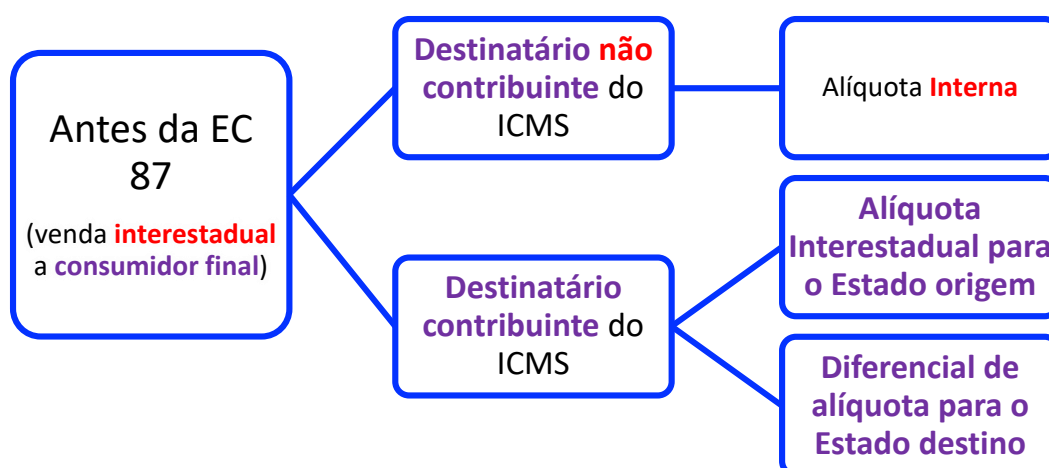 Antes da EC
87
(venda interestadual
a consumidor final)
Destinatário não
contribuinte do
ICMS
Alíquota Interna
Destinatário
contribuinte do
ICMS
Alíquota
Interestadual para
o Estado origem
Diferencial de
alíquota para o
Estado destino